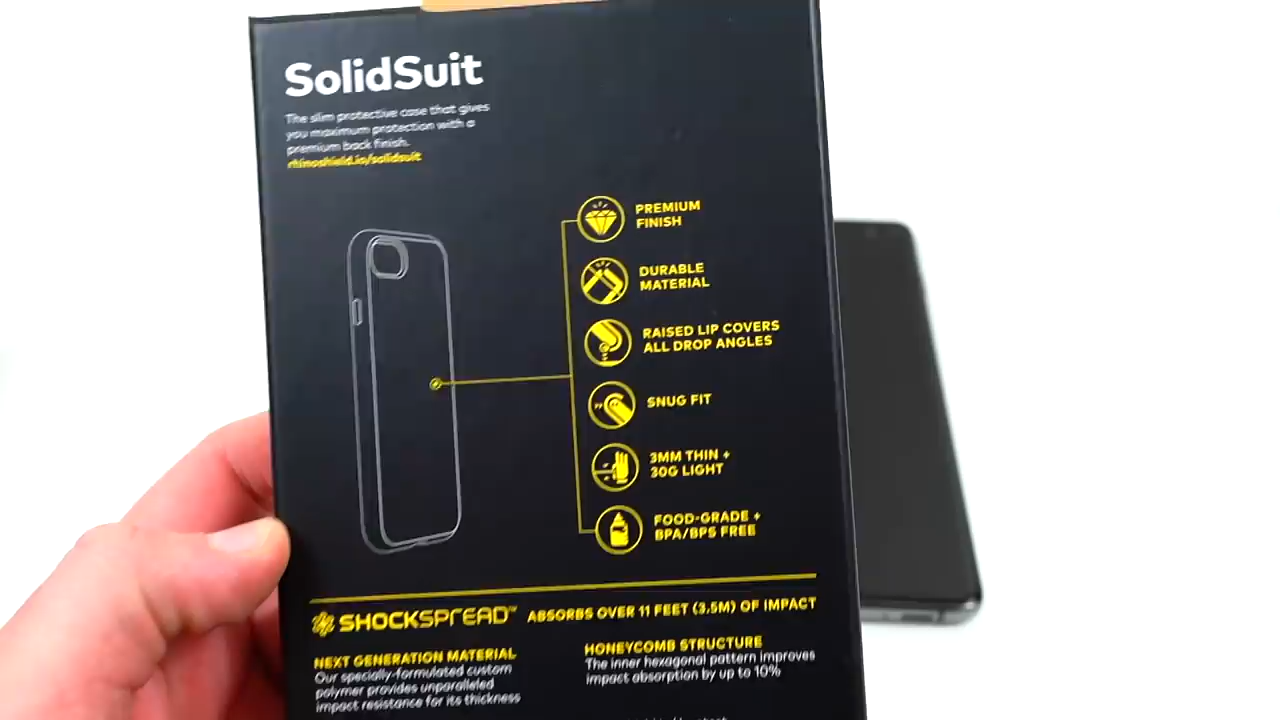 SolidSuit
The slim protective case that gives
you maximum protection with a
premium back finish.
rhinoshield.io/solidsuit
PREMIUM
FINISH
DURABLE
MATERIAL
RAISED LIP COVERS
ALL DROP ANGLES
SNUG FIT
3MM THIN +
30G LIGHT
FOOD-GRADE +
BPA/BPS FREE
SHOCKSPREAD™ ABSORBS OVER 11 FEET (3.5M) OF IMPACT
NEXT GENERATION MATERIAL
Our specially-formulated custom
polymer provides unparalleled
impact resistance for its thickness
HONEYCOMB STRUCTURE
The inner hexagonal pattern improves
impact absorption by up to 10%